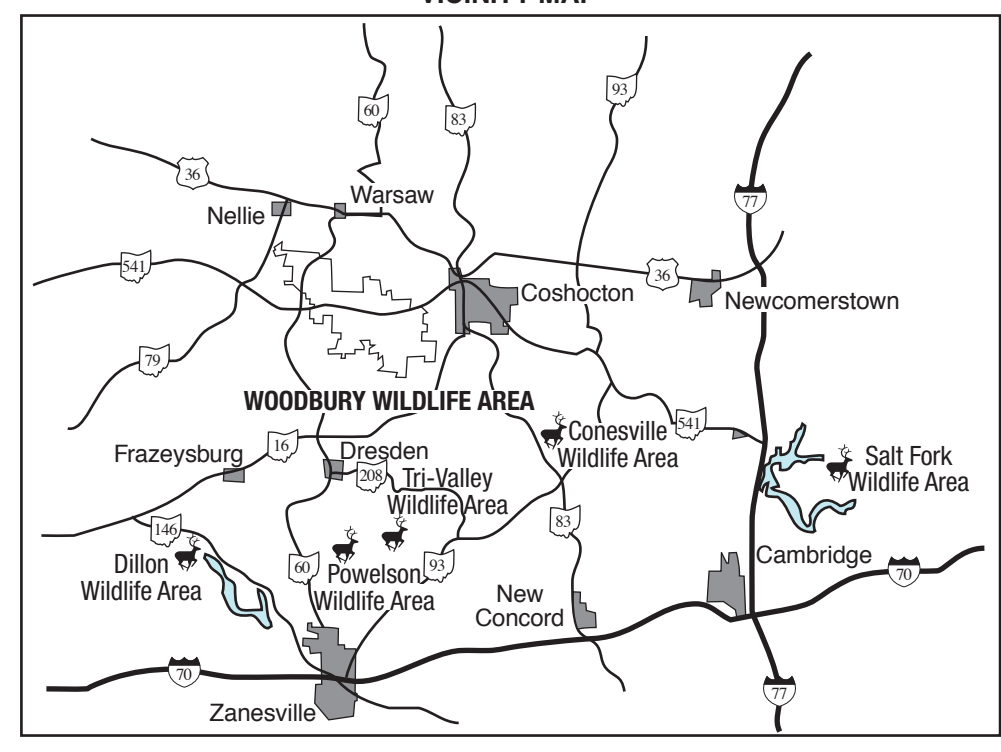 VICINITY MAP
60
83
93
36
77
Warsaw
Nellie
541
36
Coshocton
Newcomerstown
79
WOODBURY WILDLIFE AREA
16
Conesville
Wildlife Area
541
Frazeysburg
Dresden
208
Tri-Valley
Wildlife Area
Salt Fork
Wildlife Area
146
83
Dillon
Wildlife Area
60
Powelson
Wildlife Area
93
Cambridge
70
New
Concord
70
77
Zanesville